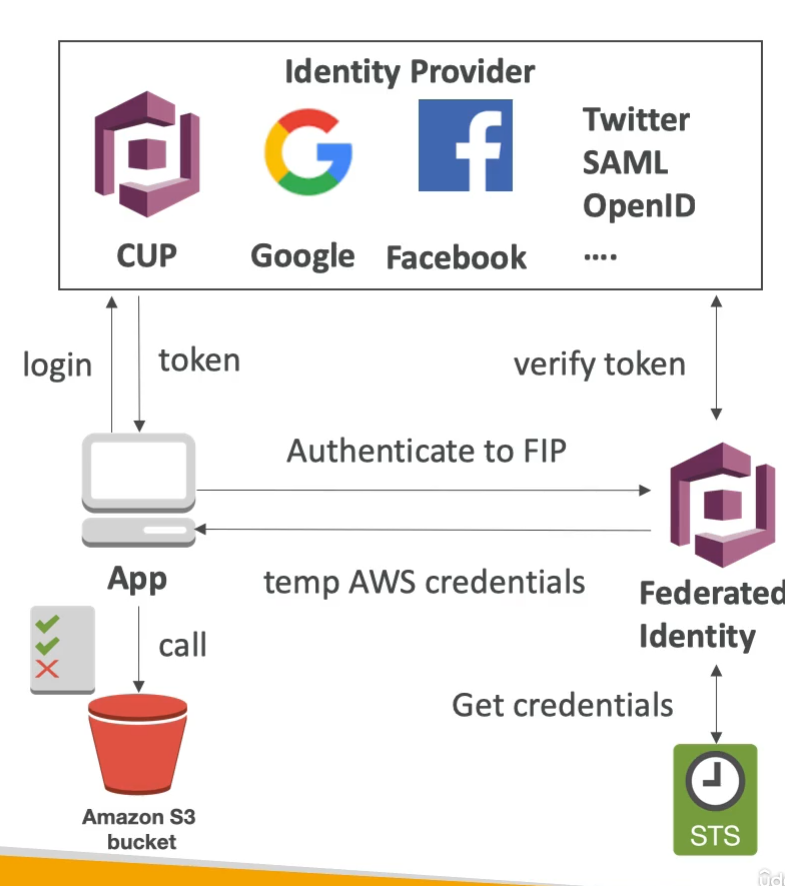 Identity Provider
Twitter
SAML
OpenID
....
CUP
Google
Facebook
login
token
verify token
Authenticate to FIP
temp AWS credentials
App
Federated
Identity
call
Get credentials
Amazon S3
bucket
STS